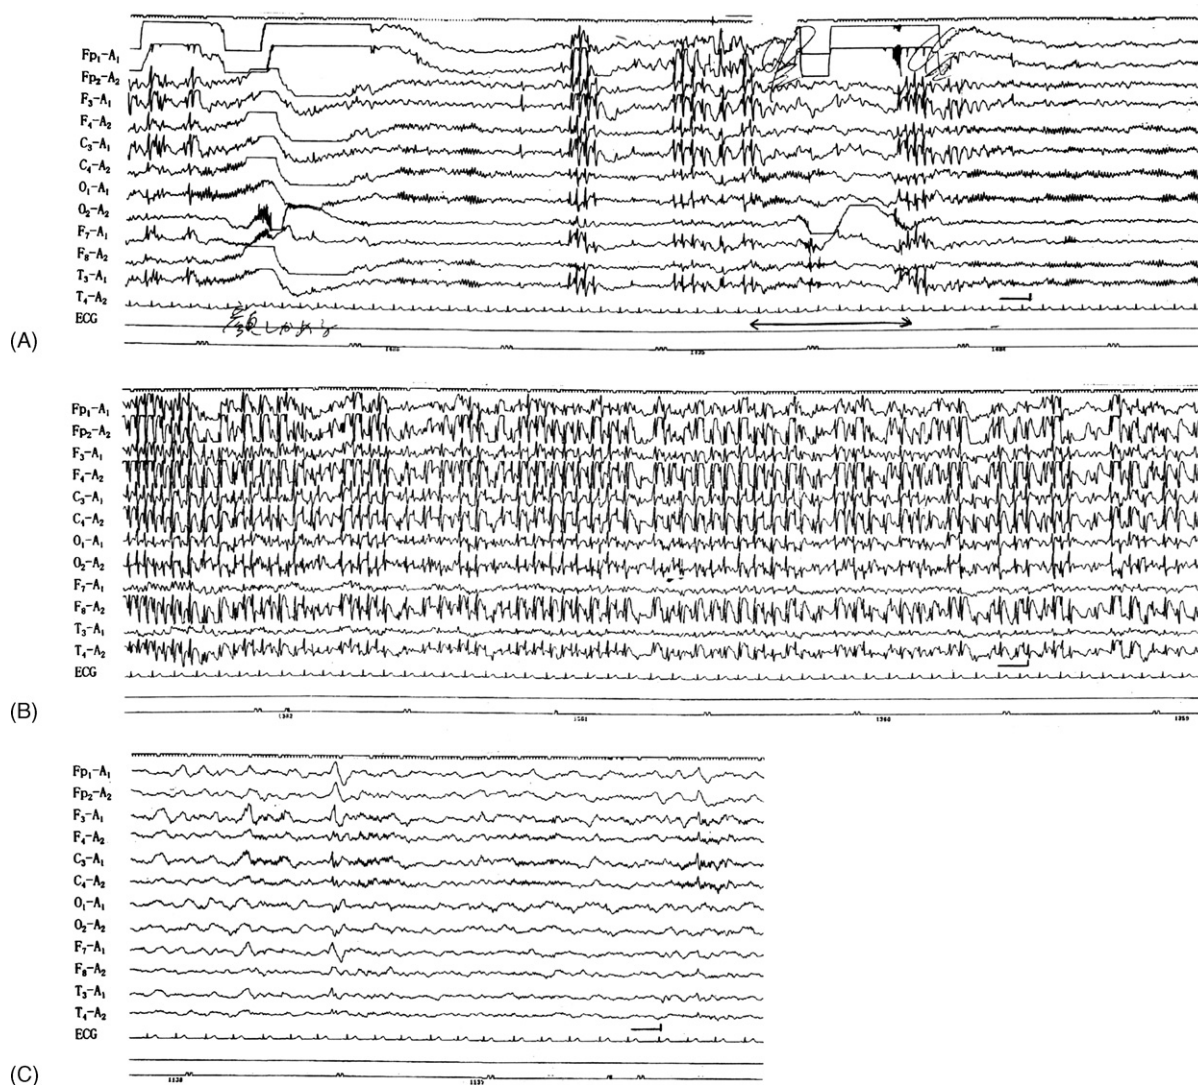 Fp₁-A₁
Fp₂-A₂
F₃-A₁
F₄-A₂
C₃-A₁
C₄-A₂
O₁-A₁
O₂-A₂
F₇-A₁
F₈-A₂
T₃-A₁
T₄-A₂
ECG
(A)
Fp₁-A₁
Fp₂-A₂
F₃-A₁
F₄-A₂
C₃-A₁
C₄-A₂
O₁-A₁
O₂-A₂
F₇-A₁
F₈-A₂
T₃-A₁
T₄-A₂
ECG
(B)
Fp₁-A₁
Fp₂-A₂
F₃-A₁
F₄-A₂
C₃-A₁
C₄-A₂
O₁-A₁
O₂-A₂
F₇-A₁
F₈-A₂
T₃-A₁
T₄-A₂
ECG
(C)